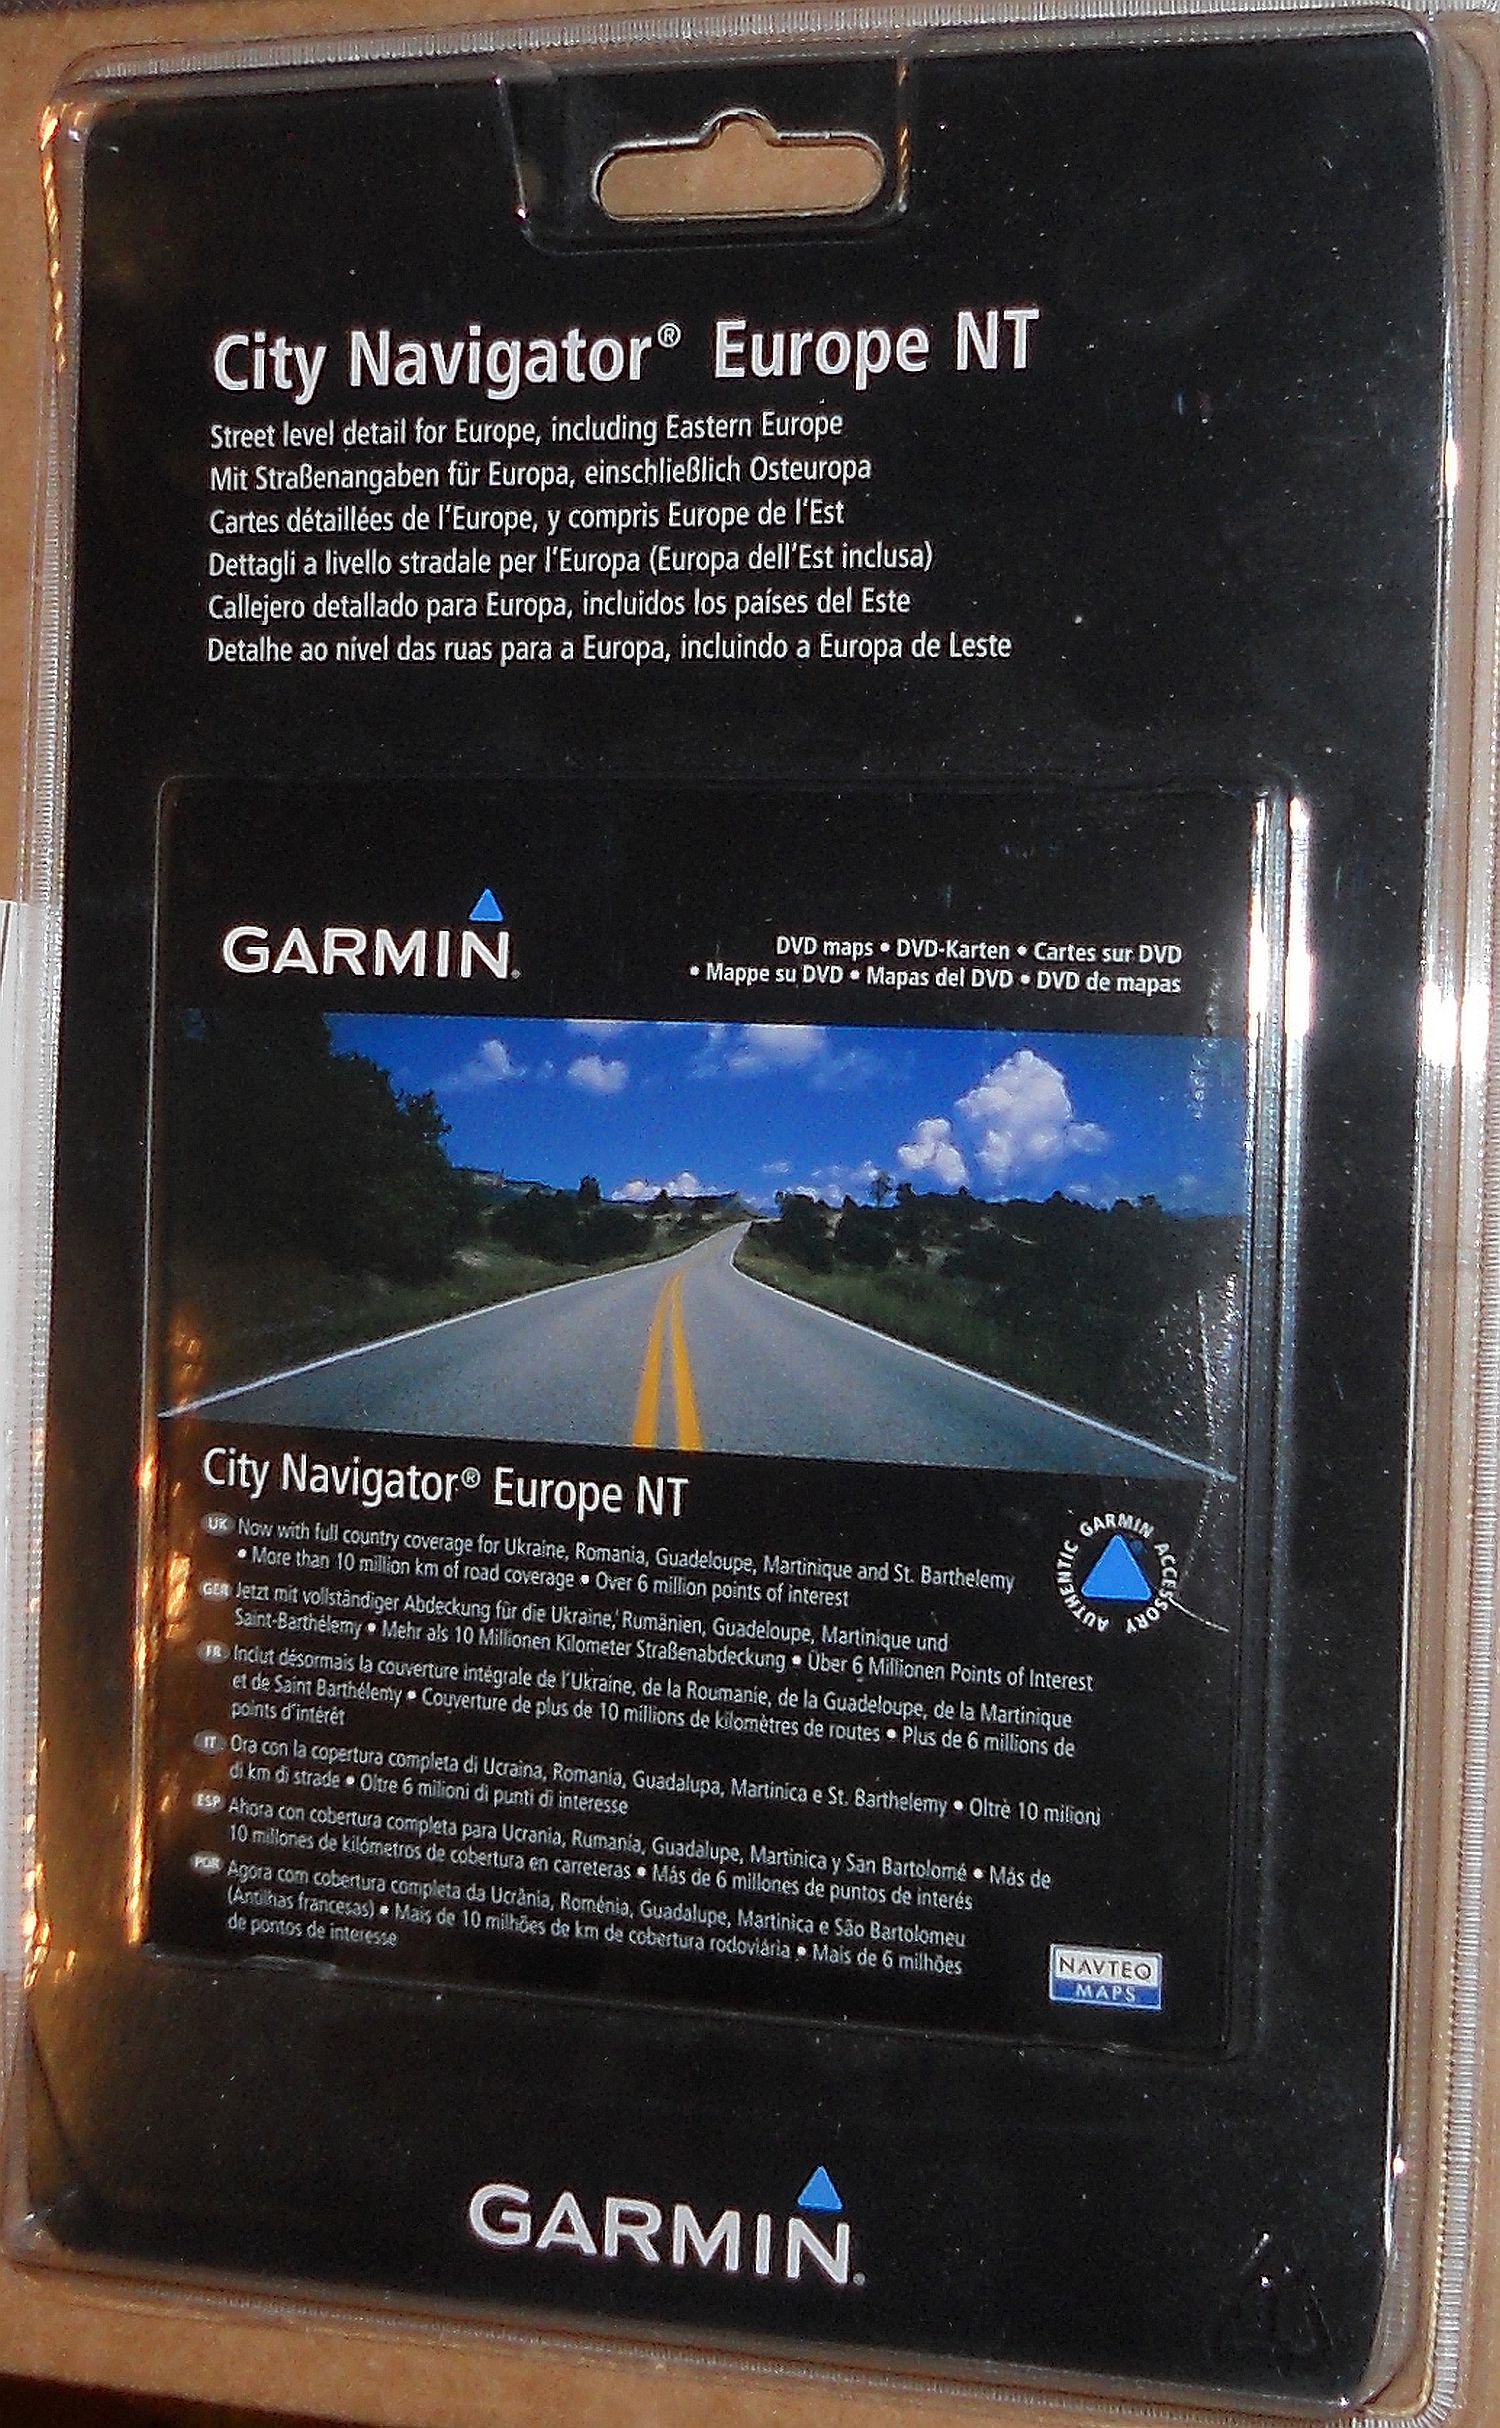 City Navigator® Europe NT
Street level detail for Europe, including Eastern Europe
Mit Straßenangaben für Europa, einschließlich Osteuropa
Cartes détaillées de l'Europe, y compris Europe de l'Est
Dettagli a livello stradale per l'Europa (Europa dell'Est inclusa)
Callejero detallado para Europa, incluidos los países del Este
Detalhe ao nível das ruas para a Europa, incluindo a Europa de Leste
GARMIN
DVD maps • DVD-Karten • Cartes sur DVD
• Mappe su DVD • Mapas del DVD • DVD de mapas
City Navigator® Europe NT
UK Now with full country coverage for Ukraine, Romania, Guadeloupe, Martinique and St. Barthelemy
• More than 10 million km of road coverage • Over 6 million points of interest
GER Jetzt mit vollständiger Abdeckung für die Ukraine, Rumänien, Guadeloupe, Martinique und
Saint-Barthélemy • Mehr als 10 Millionen Kilometer Straßenabdeckung • Über 6 Millionen Points of Interest
FR Inclut désormais la couverture intégrale de l'Ukraine, de la Roumanie, de la Guadeloupe, de la Martinique
et de Saint Barthélemy • Couverture de plus de 10 millions de kilomètres de routes • Plus de 6 millions de
points d'intérêt
IT Ora con la copertura completa di Ucraina, Romania, Guadalupa, Martinica e St. Barthelemy • Oltre 10 milioni
di km di strade • Oltre 6 milioni di punti di interesse
ESP Ahora con cobertura completa para Ucrania, Rumanía, Guadalupe, Martinica y San Bartolomé • Más de
10 millones de kilómetros de cobertura en carreteras • Más de 6 millones de puntos de interés
POR Agora com cobertura completa da Ucrânia, Roménia, Guadalupe, Martinica e São Bartolomeu
(Antilhas francesas) • Mais de 10 milhões de km de cobertura rodoviária • Mais de 6 milhões
de pontos de interesse
AUTHENTIC GARMIN ACCESSORY
NAVTEQ
MAPS
GARMIN